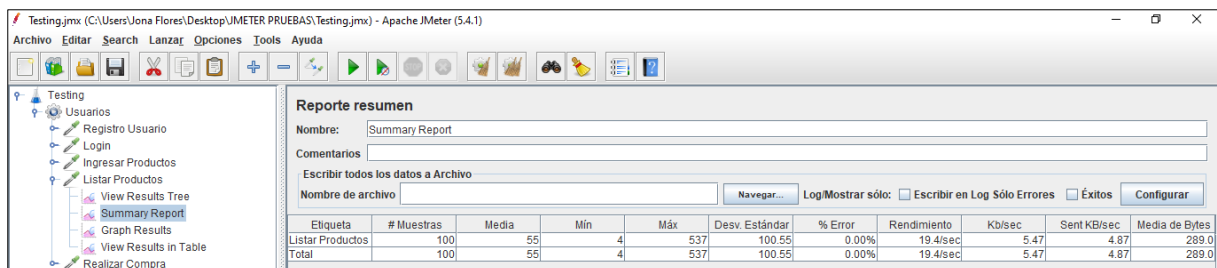 Testing.jmx (C:\Users\Jona Flores\Desktop\JMETER PRUEBAS\Testing.jmx) - Apache JMeter (5.4.1)
Archivo Editar Search Lanzar Opciones Tools Ayuda
Testing
Usuarios
Registro Usuario
Login
Ingresar Productos
Listar Productos
View Results Tree
Summary Report
Graph Results
View Results in Table
Realizar Compra
Reporte resumen
Nombre: Summary Report
Comentarios
Escribir todos los datos a Archivo
Nombre de archivo Navegar... Log/Mostrar sólo: Escribir en Log Sólo Errores Éxitos Configurar
Etiqueta # Muestras Media Mín Máx Desv. Estándar % Error Rendimiento Kb/sec Sent KB/sec Media de Bytes
Listar Productos 100 55 4 537 100.55 0.00% 19.4/sec 5.47 4.87 289.0
Total 100 55 4 537 100.55 0.00% 19.4/sec 5.47 4.87 289.0